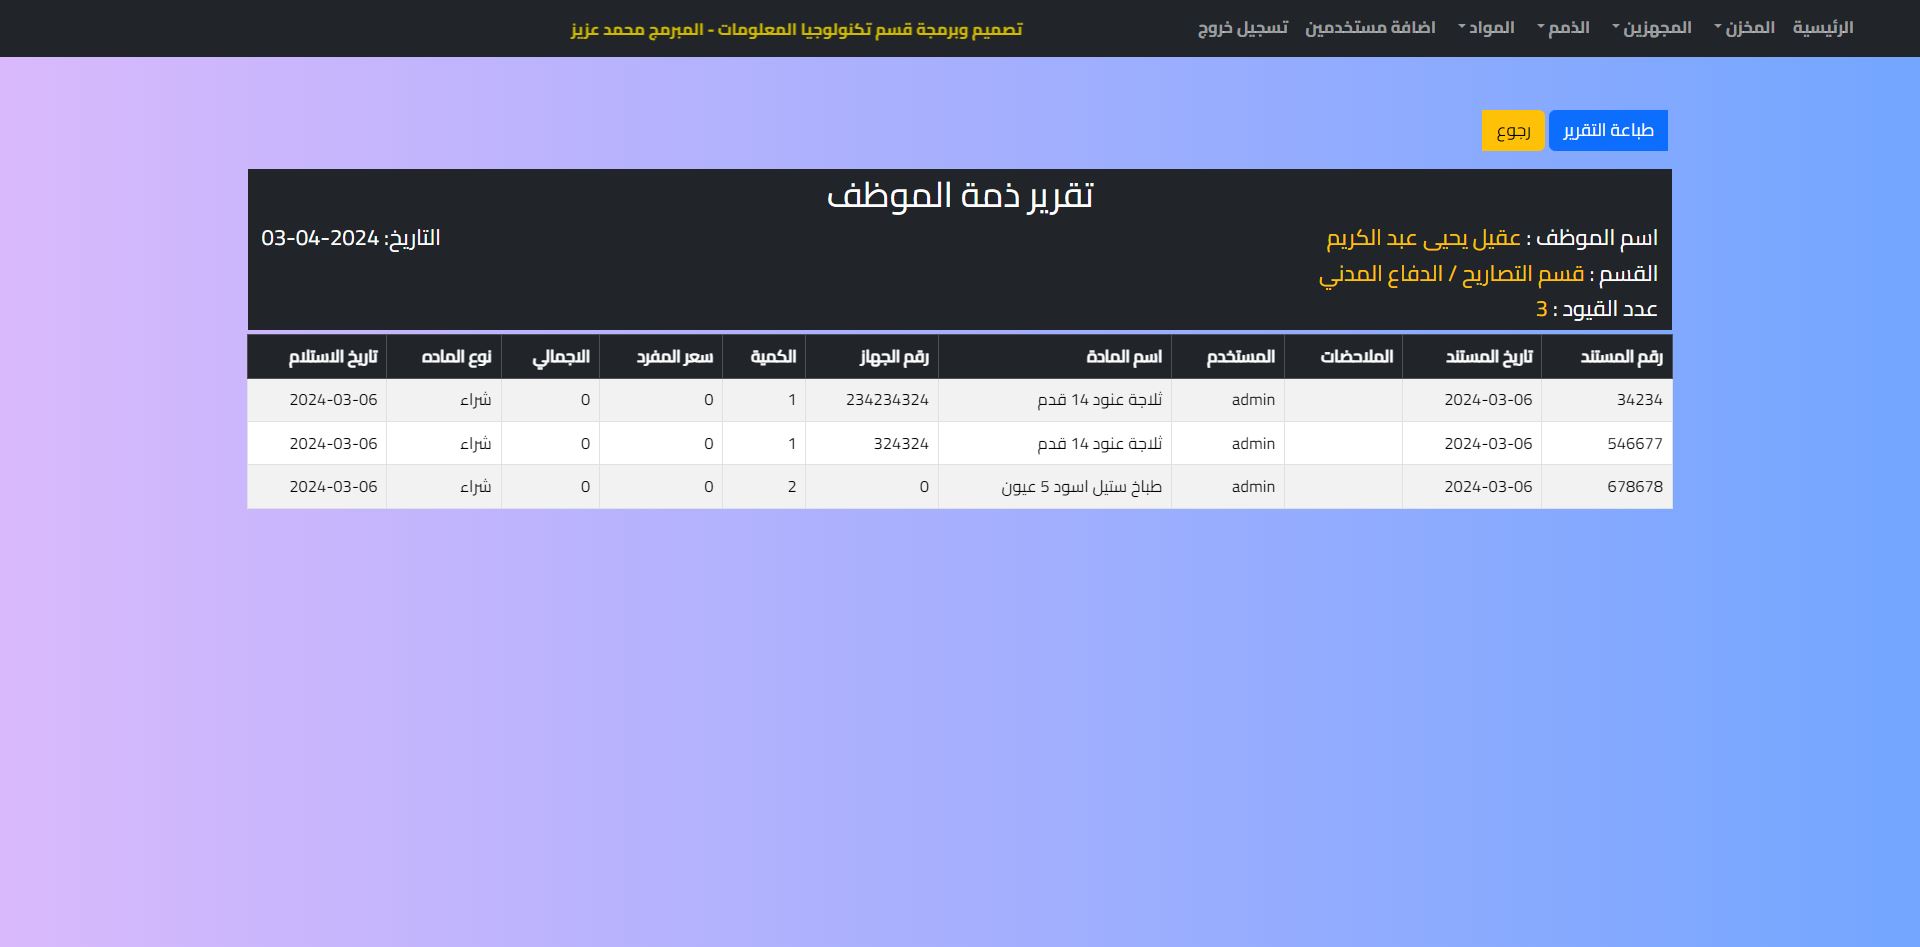 الرئيسية المخزن المجهزين الذمم المواد اضافة مستخدمين تسجيل خروج تصميم وبرمجة قسم تكنولوجيا المعلومات - المبرمج محمد عزيز
طباعة التقرير رجوع
تقرير ذمة الموظف
اسم الموظف : عقيل يحيى عبد الكريم التاريخ: 2024-04-03
القسم : قسم التصاريح / الدفاع المدني
عدد القيود : 3
رقم المستند تاريخ المستند الملاحضات المستخدم اسم المادة رقم الجهاز الكمية سعر المفرد الاجمالي نوع الماده تاريخ الاستلام
34234 2024-03-06 admin ثلاجة عنود 14 قدم 234234324 1 0 0 شراء 2024-03-06
546677 2024-03-06 admin ثلاجة عنود 14 قدم 324324 1 0 0 شراء 2024-03-06
678678 2024-03-06 admin طباخ ستيل اسود 5 عيون 0 2 0 0 شراء 2024-03-06